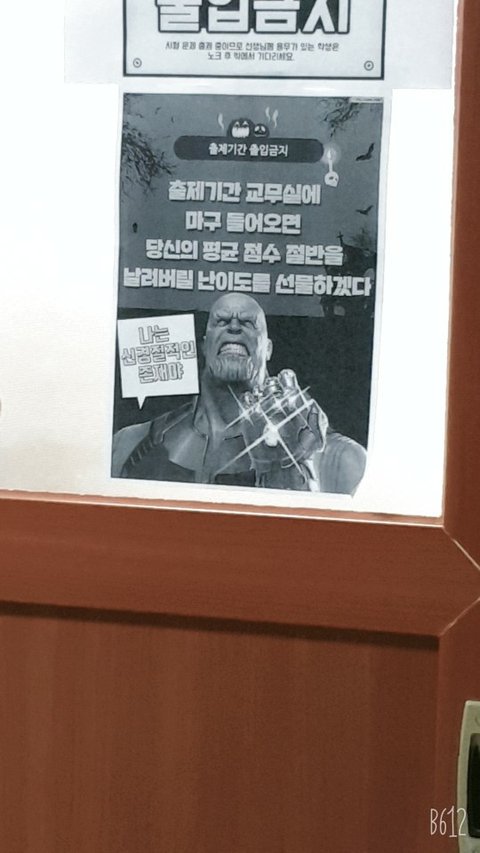 출입금지
시험 문제 출제 중이므로 선생님께 용무가 있는 학생은
노크 후 밖에서 기다리세요.
출제기간 출입금지
출제기간 교무실에
마구 들어오면
당신의 평균 점수 절반을
날려버릴 난이도를 선물하겠다
나는
신경질적인
존재야
B612